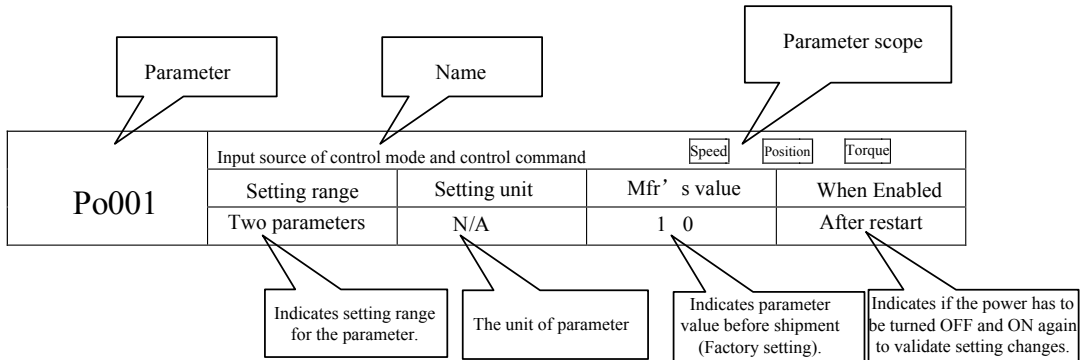 Parameter scope
Parameter
Name
Input source of control mode and control command Speed Position Torque
Po001
Setting range Setting unit Mfr’s value When Enabled
Two parameters N/A 1 0 After restart
Indicates setting range
for the parameter.
The unit of parameter
Indicates parameter
value before shipment
(Factory setting).
Indicates if the power has to
be turned OFF and ON again
to validate setting changes.